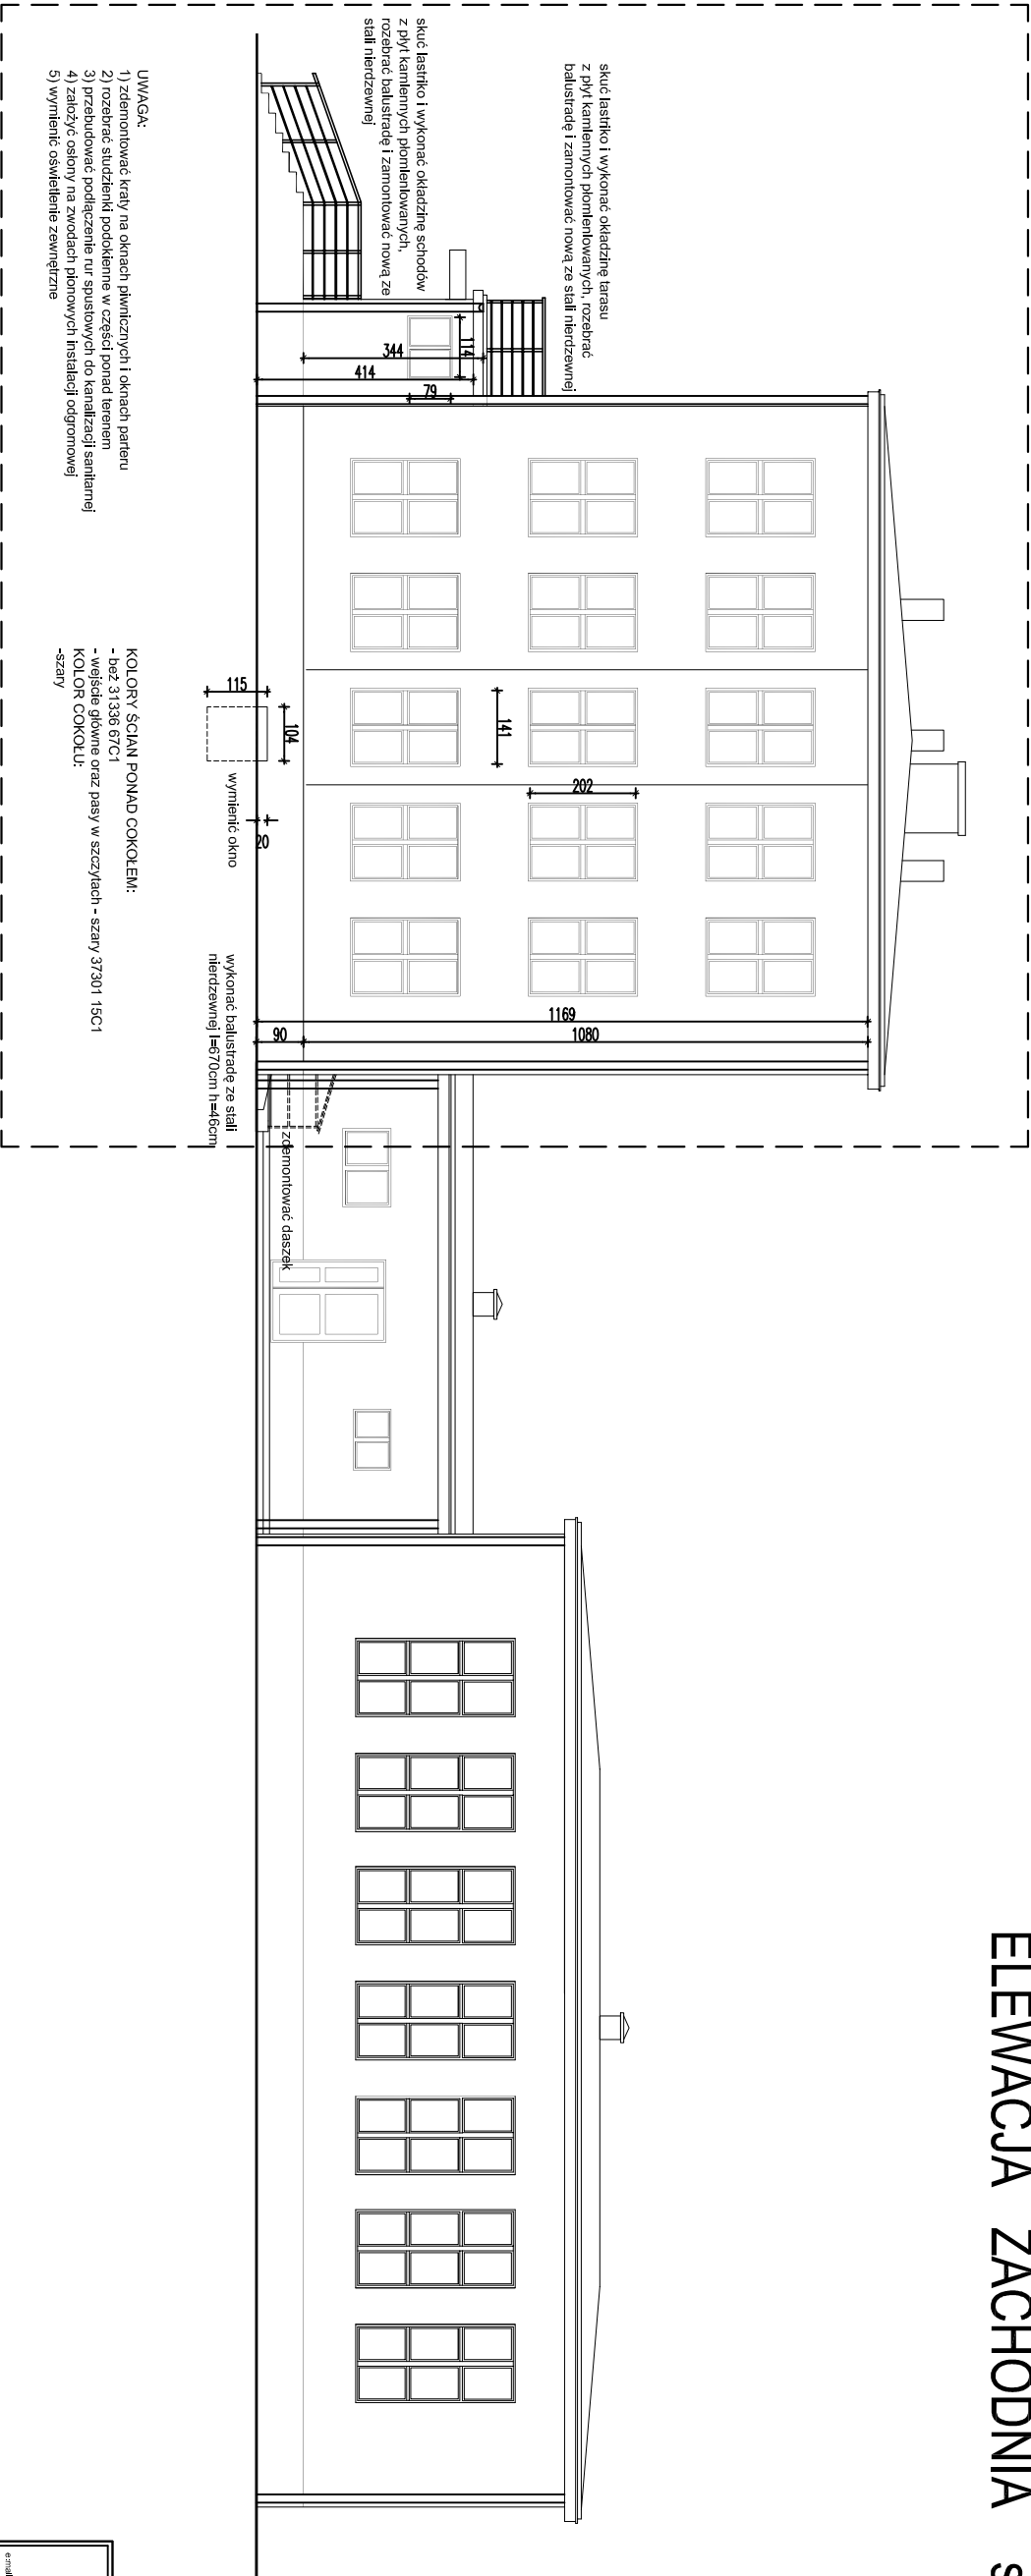 ELEWACJA ZACHODNIA S
skuć lastriko i wykonać okładzinę tarasu
z płyt kamiennych płomieniowanych, rozebrać
balustradę i zamontować nową ze stali nierdzewnej
skuć lastriko i wykonać okładzinę schodów
z płyt kamiennych płomieniowanych,
rozebrać balustradę i zamontować nową ze
stali nierdzewnej
114
344
414
79
141
202
1169
1080
90
115
104
20
wymienić okno
wykonać balustradę ze stali
nierdzewnej l=670cm h=46cm
zdemontować daszek
UWAGA:
1) zdemontować kraty na oknach piwnicznych i oknach parteru
2) rozebrać studzienki podokienne w części ponad terenem
3) przebudować podłączenie rur spustowych do kanalizacji sanitarnej
4) założyć osłony na zwodach pionowych instalacji odgromowej
5) wymienić oświetlenie zewnętrzne
KOLORY ŚCIAN PONAD COKOŁEM:
- beż 31336 67C1
- wejście główne oraz pasy w szczytach - szary 37301 15C1
KOLOR COKOŁU:
-szary
e:mail